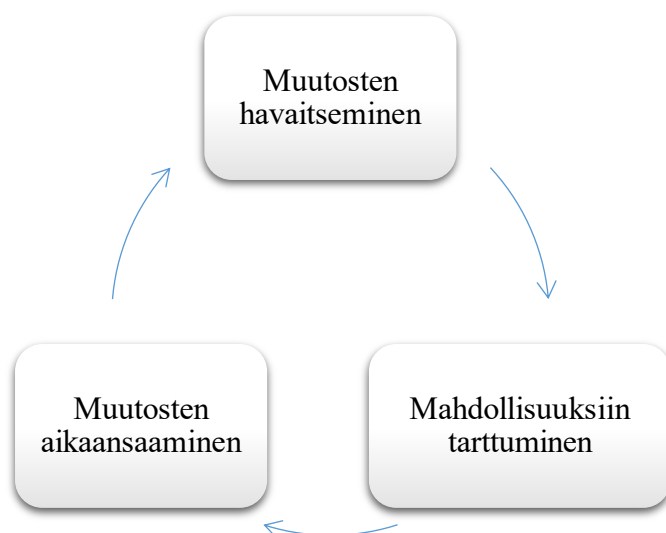 Muutosten
havaitseminen
Muutosten
aikaansaaminen
Mahdollisuuksiin
tarttuminen